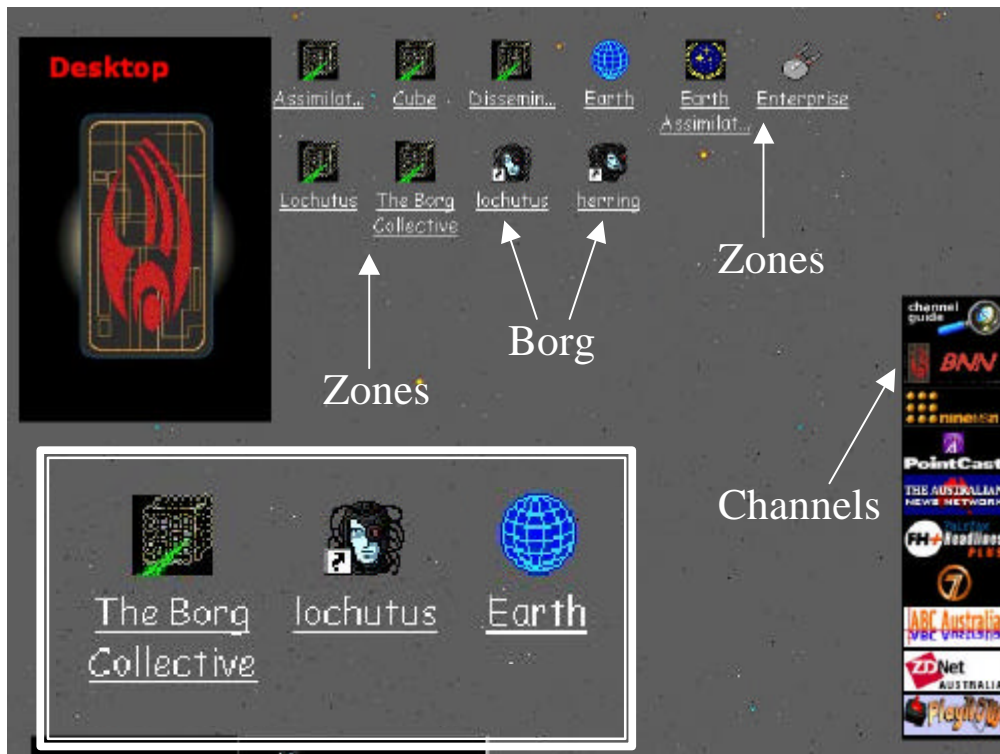 Desktop
Assimilat... Cube Dissemin... Earth Earth Assimilat... Enterprise
Lochutus The Borg Collective lochutus herring
Zones
Borg
Zones
Channels
channel guide
BNN
ninemsn
PointCast
THE AUSTRALIAN
NEWS NETWORK
FH+ Headlines
PLUS
7
ABC Australia
ZDNet
AUSTRALIA
The Borg
Collective
lochutus
Earth